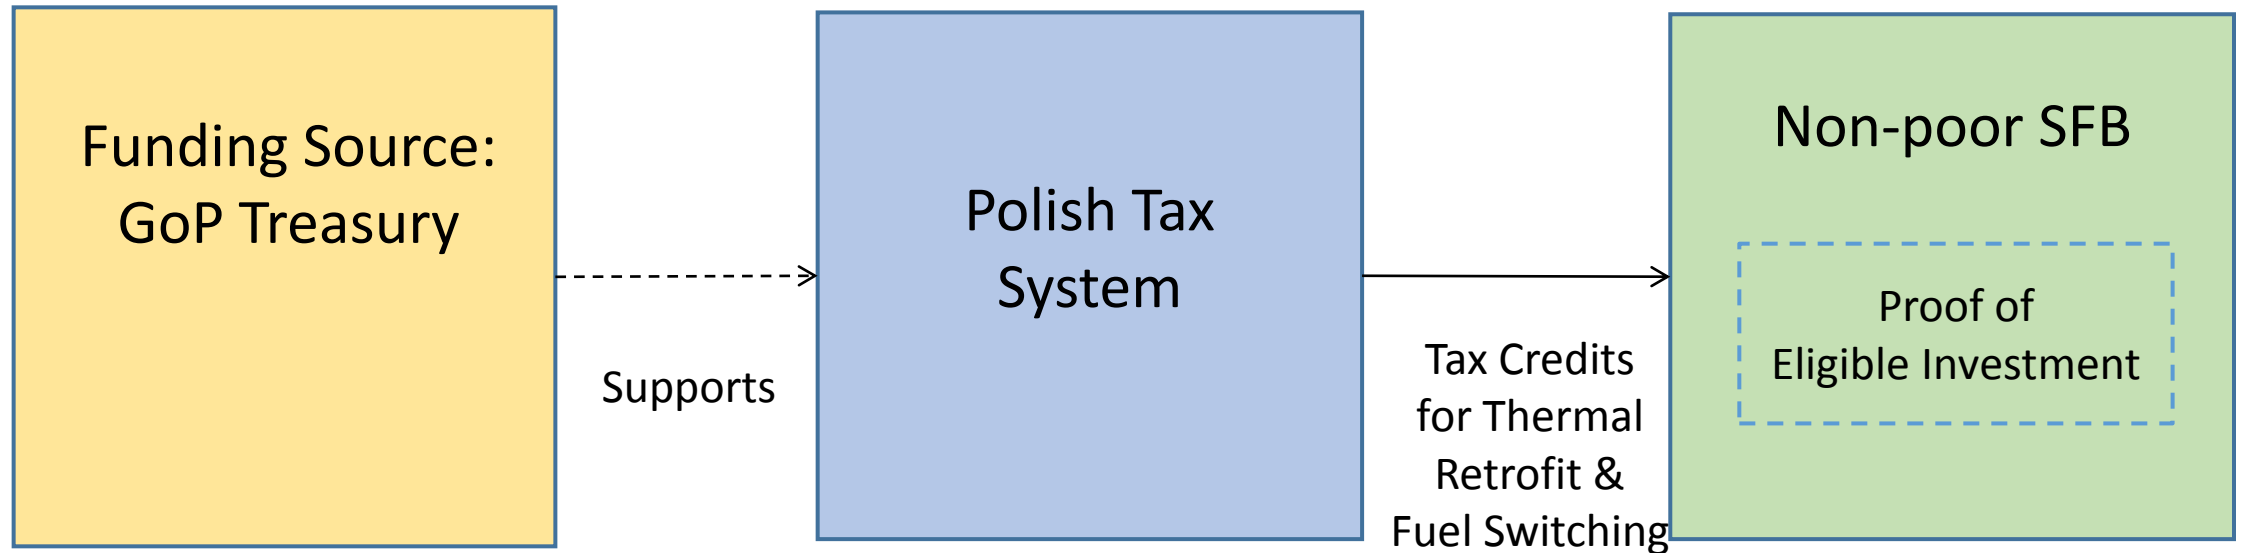 Funding Source:
GoP Treasury
Supports
Polish Tax
System
Tax Credits
for Thermal
Retrofit &
Fuel Switching
Non-poor SFB
Proof of
Eligible Investment